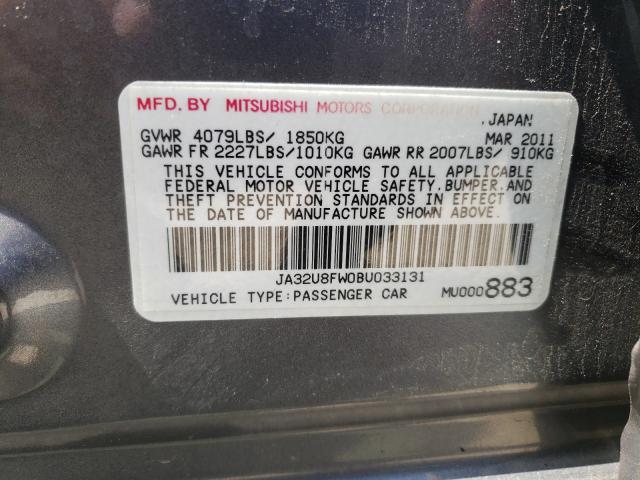 MFD. BY MITSUBISHI MOTORS CORPORATION, JAPAN
GVWR 4079LBS/ 1850KG MAR 2011
GAWR FR 2227LBS/1010KG GAWR RR 2007LBS/ 910KG
THIS VEHICLE CONFORMS TO ALL APPLICABLE
FEDERAL MOTOR VEHICLE SAFETY, BUMPER, AND
THEFT PREVENTION STANDARDS IN EFFECT ON
THE DATE OF MANUFACTURE SHOWN ABOVE.
JA32U8FW0BU033131
VEHICLE TYPE:PASSENGER CAR MU000883